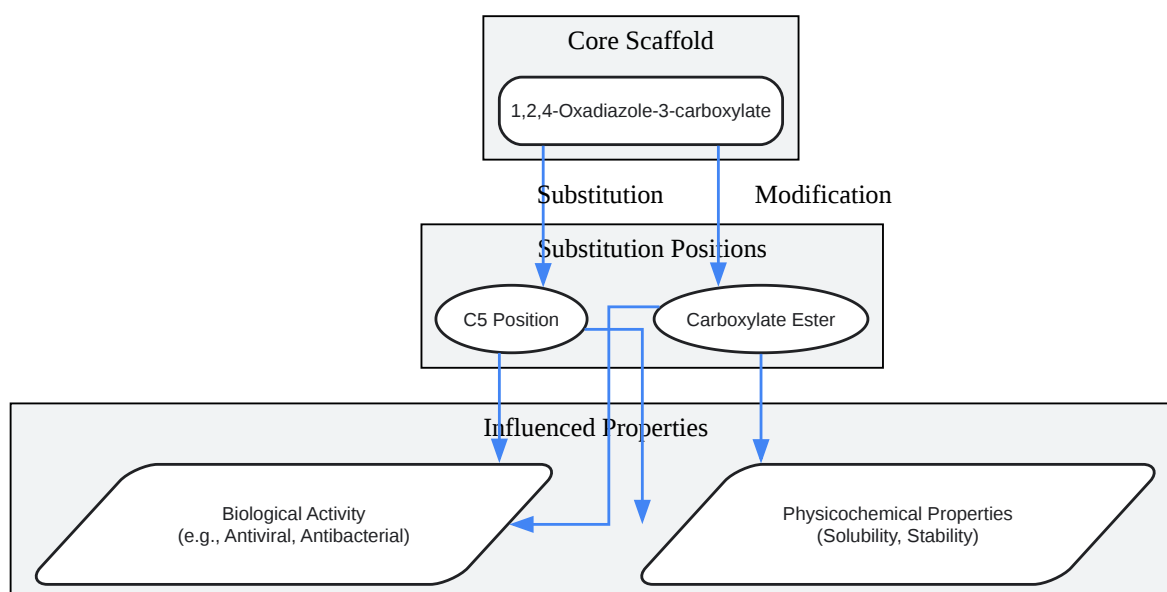 Core Scaffold
1,2,4-Oxadiazole-3-carboxylate
Substitution
Modification
Substitution Positions
C5 Position
Carboxylate Ester
Influenced Properties
Biological Activity
(e.g., Antiviral, Antibacterial)
Physicochemical Properties
(Solubility, Stability)